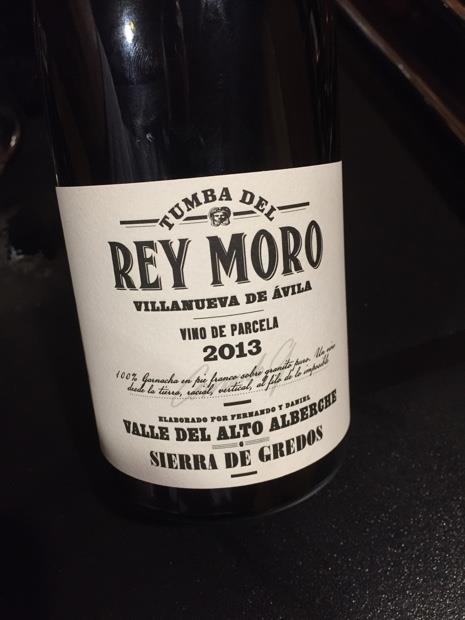 TUMBA DEL
REY MORO
VILLANUEVA DE ÁVILA
VINO DE PARCELA
2013
100% Garnacha en pie franco sobre granito puro. Un vino
desde la tierra, racial, vertical, al filo de lo imposible
ELABORADO POR FERNANDO Y DANIEL
VALLE DEL ALTO ALBERCHE
SIERRA DE GREDOS